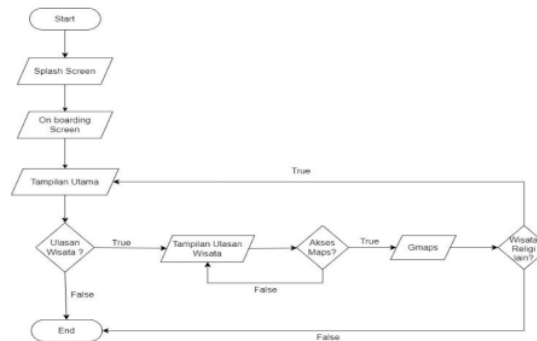 Start
Splash Screen
On boarding
Screen
Tampilan Utama
True
Ulasan
Wisata ?
True
Tampilan Ulasan
Wisata
Akses
Maps?
True
Gmaps
Wisata
Religi
lain?
False
False
End
False